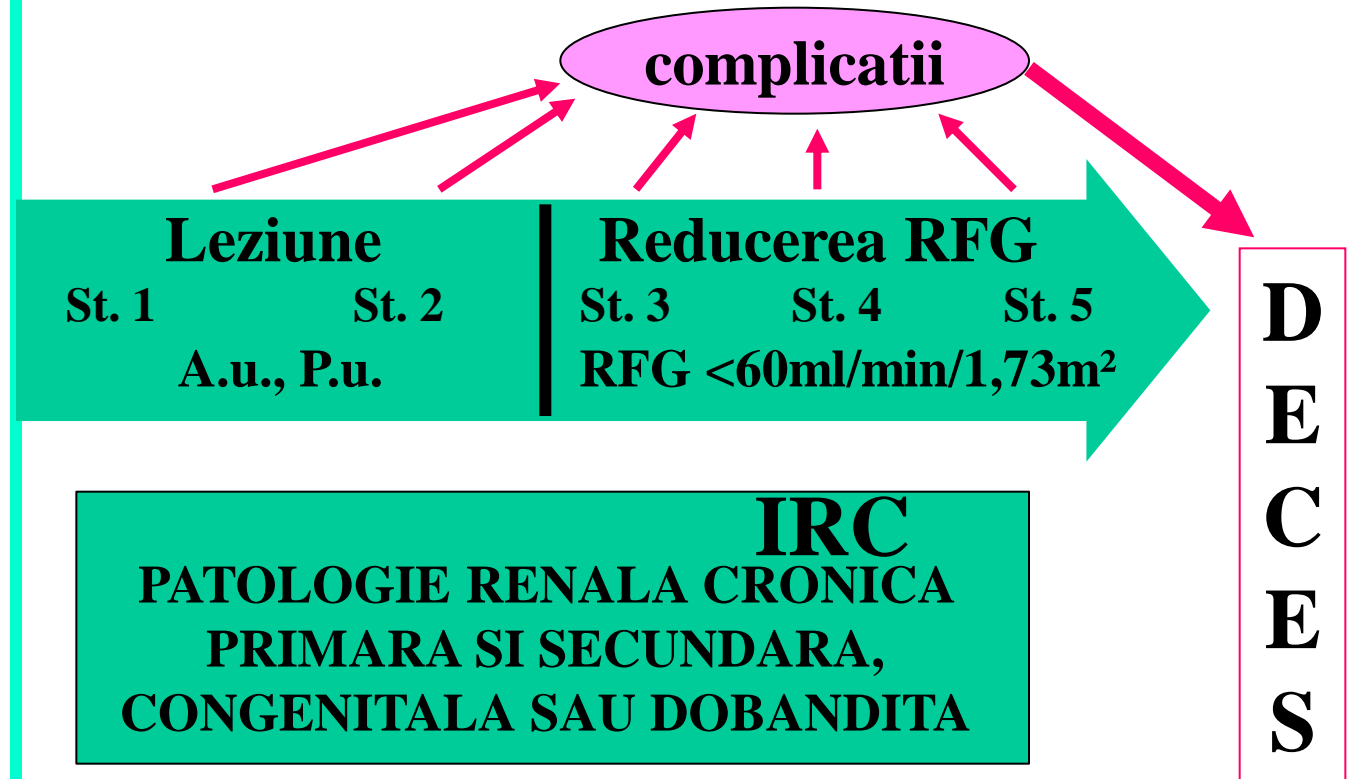 complicatii
Leziune
Reducerea RFG
St. 1 St. 2 St. 3 St. 4 St. 5
A.u., P.u.
RFG <60ml/min/1,73m²
D
E
C
E
S
IRC
PATOLOGIE RENALA CRONICA
PRIMARA SI SECUNDARA,
CONGENITALA SAU DOBANDITA